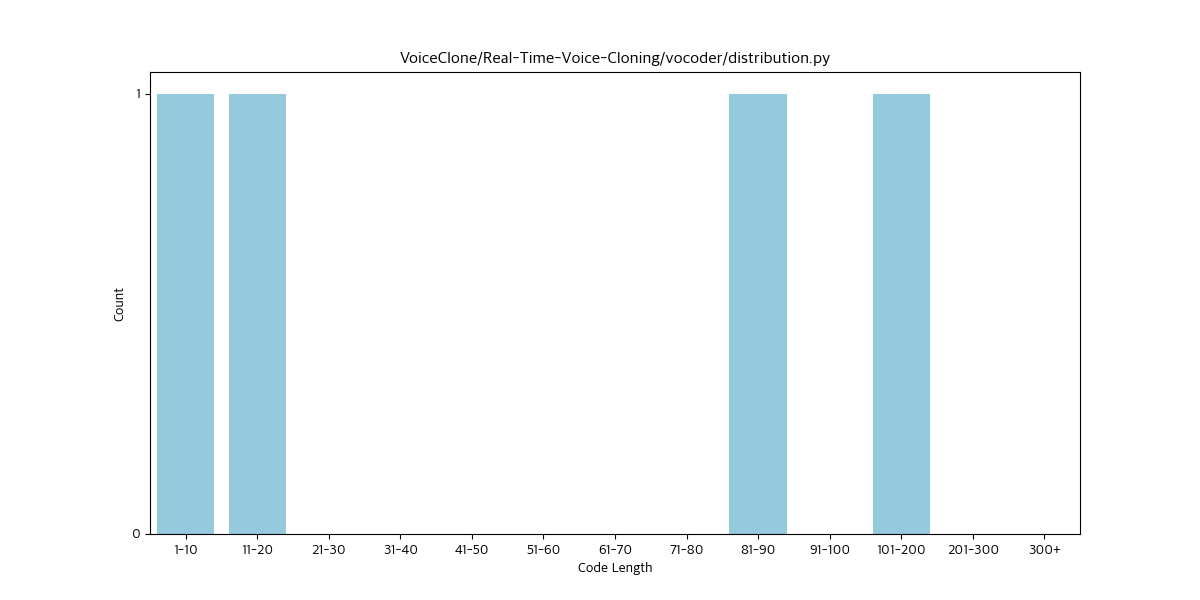 VoiceClone/Real-Time-Voice-Cloning/vocoder/distribution.py
1
Count
0
1-10 11-20 21-30 31-40 41-50 51-60 61-70 71-80 81-90 91-100 101-200 201-300 300+
Code Length